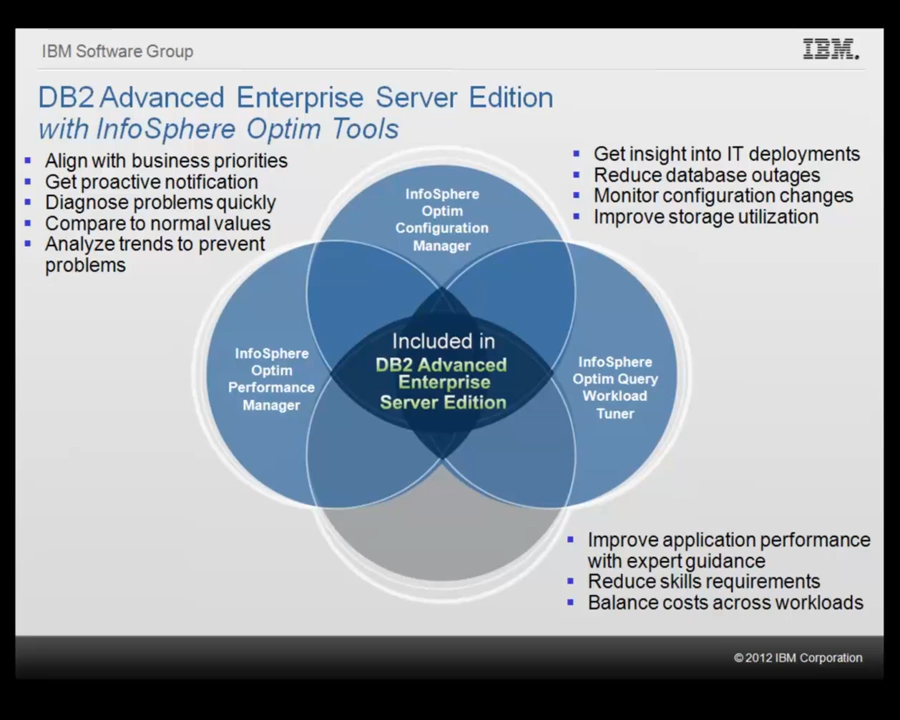 IBM Software Group
IBM.
DB2 Advanced Enterprise Server Edition
with InfoSphere Optim Tools
Align with business priorities
Get proactive notification
Diagnose problems quickly
Compare to normal values
Analyze trends to prevent
problems
Get insight into IT deployments
Reduce database outages
Monitor configuration changes
Improve storage utilization
InfoSphere
Optim
Configuration
Manager
InfoSphere
Optim
Performance
Manager
Included in
DB2 Advanced
Enterprise
Server Edition
InfoSphere
Optim Query
Workload
Tuner
Improve application performance
with expert guidance
Reduce skills requirements
Balance costs across workloads
© 2012 IBM Corporation